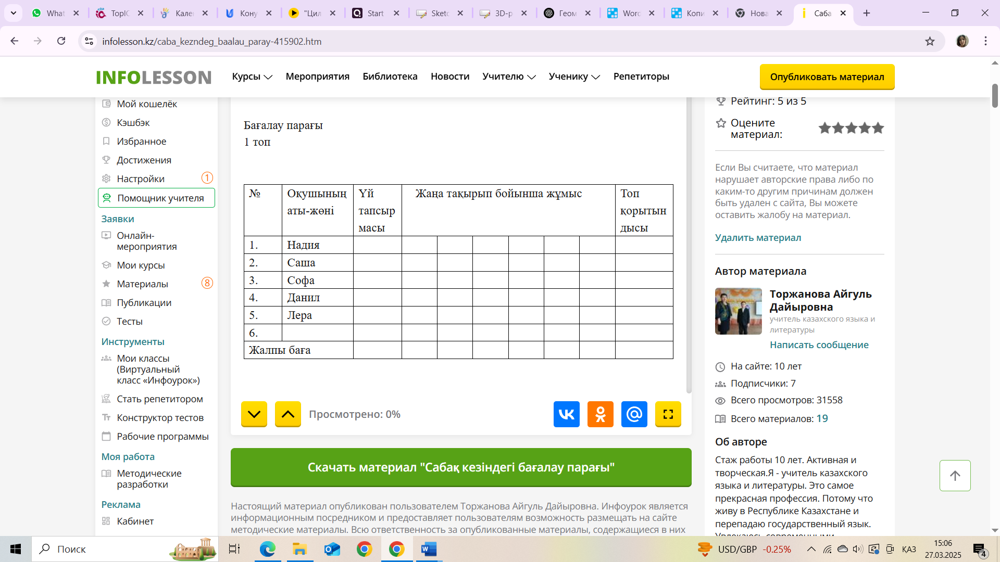 What
TopIC
Кален
Кону
"Цил
Start
Sketc
3D-p
Геом
Word
Копи
Нова
Саба
infolesson.kz/caba_kezndeg_baalau_paray-415902.htm
INFOLESSON
Курсы
Мероприятия
Библиотека
Новости
Учителю
Ученику
Репетиторы
Опубликовать материал
Мой кошелёк
Кэшбэк
Избранное
Достижения
Настройки 1
Помощник учителя
Заявки
Онлайн-
мероприятия
Мои курсы
Материалы 8
Публикации
Тесты
Инструменты
Мои классы
(Виртуальный
класс «Инфоурок»)
Стать репетитором
Конструктор тестов
Рабочие программы
Моя работа
Методические
разработки
Реклама
Кабинет
Бағалау парағы
1 топ
№
Оқушының
аты-жөні
Үй
тапсыр
масы
Жаңа тақырып бойынша жұмыс
Топ
қорытын
дысы
1. Надия
2. Саша
3. Софа
4. Данил
5. Лера
6.
Жалпы баға
Просмотрено: 0%
Скачать материал "Сабақ кезіндегі бағалау парағы"
Настоящий материал опубликован пользователем Торжанова Айгуль Дайыровна. Инфоурок является
информационным посредником и предоставляет пользователям возможность размещать на сайте
методические материалы. Всю ответственность за опубликованные материалы, содержащиеся в них
Рейтинг: 5 из 5
Оцените
материал:
Если Вы считаете, что материал
нарушает авторские права либо по
каким-то другим причинам должен
быть удален с сайта, Вы можете
оставить жалобу на материал.
Удалить материал
Автор материала
Торжанова Айгуль
Дайыровна
учитель казахского языка и
литературы
Написать сообщение
На сайте: 10 лет
Подписчики: 7
Всего просмотров: 31558
Всего материалов: 19
Об авторе
Стаж работы 10 лет. Активная и
творческая.Я - учитель казахского
языка и литературы. Это самое
прекрасная профессия. Потому что
живу в Республике Казахстане и
перепадаю государственный язык.
Увлекаюсь современными
Поиск
USD/GBP -0.25%
ҚАЗ
15:06
27.03.2025
4